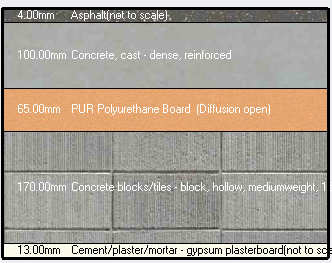 4.00mm Asphalt(not to scale)
100.00mm Concrete, cast - dense, reinforced
65.00mm PUR Polyurethane Board (Diffusion open)
170.00mm Concrete blocks/tiles - block, hollow, mediumweight, 1
13.00mm Cement/plaster/mortar - gypsum plasterboard(not to sc